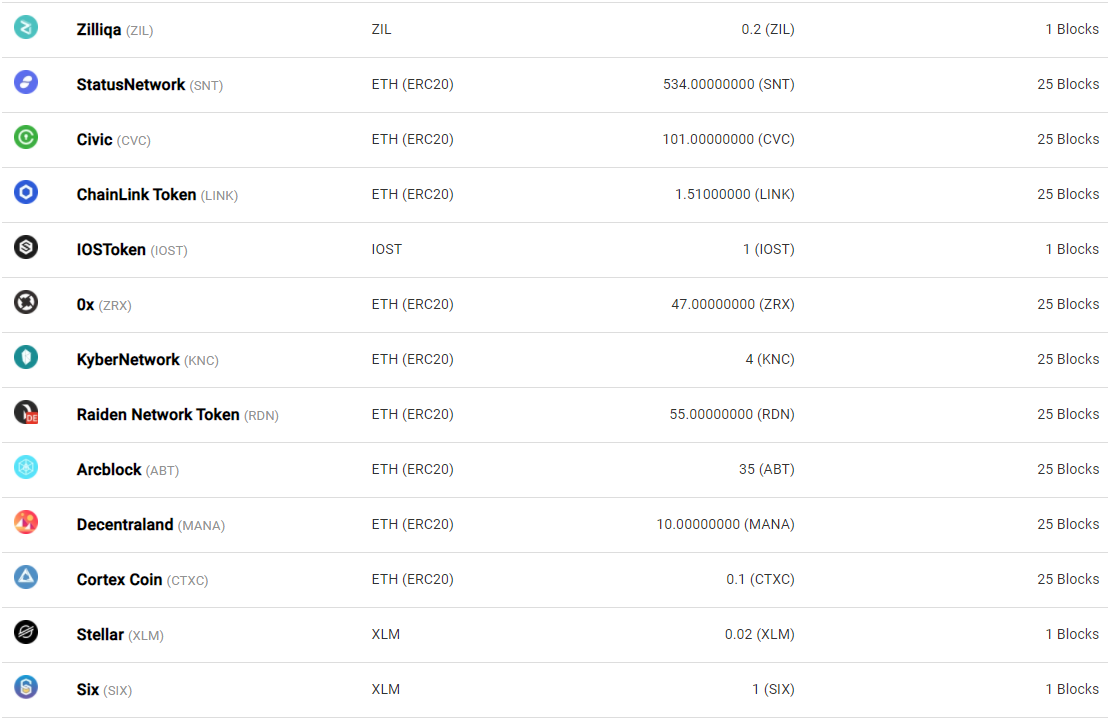 Zilliqa (ZIL) ZIL 0.2 (ZIL) 1 Blocks
StatusNetwork (SNT) ETH (ERC20) 534.00000000 (SNT) 25 Blocks
Civic (CVC) ETH (ERC20) 101.00000000 (CVC) 25 Blocks
ChainLink Token (LINK) ETH (ERC20) 1.51000000 (LINK) 25 Blocks
IOSToken (IOST) IOST 1 (IOST) 1 Blocks
0x (ZRX) ETH (ERC20) 47.00000000 (ZRX) 25 Blocks
KyberNetwork (KNC) ETH (ERC20) 4 (KNC) 25 Blocks
DE
Raiden Network Token (RDN) ETH (ERC20) 55.00000000 (RDN) 25 Blocks
Arcblock (ABT) ETH (ERC20) 35 (ABT) 25 Blocks
Decentraland (MANA) ETH (ERC20) 10.00000000 (MANA) 25 Blocks
Cortex Coin (CTXC) ETH (ERC20) 0.1 (CTXC) 25 Blocks
Stellar (XLM) XLM 0.02 (XLM) 1 Blocks
Six (SIX) XLM 1 (SIX) 1 Blocks